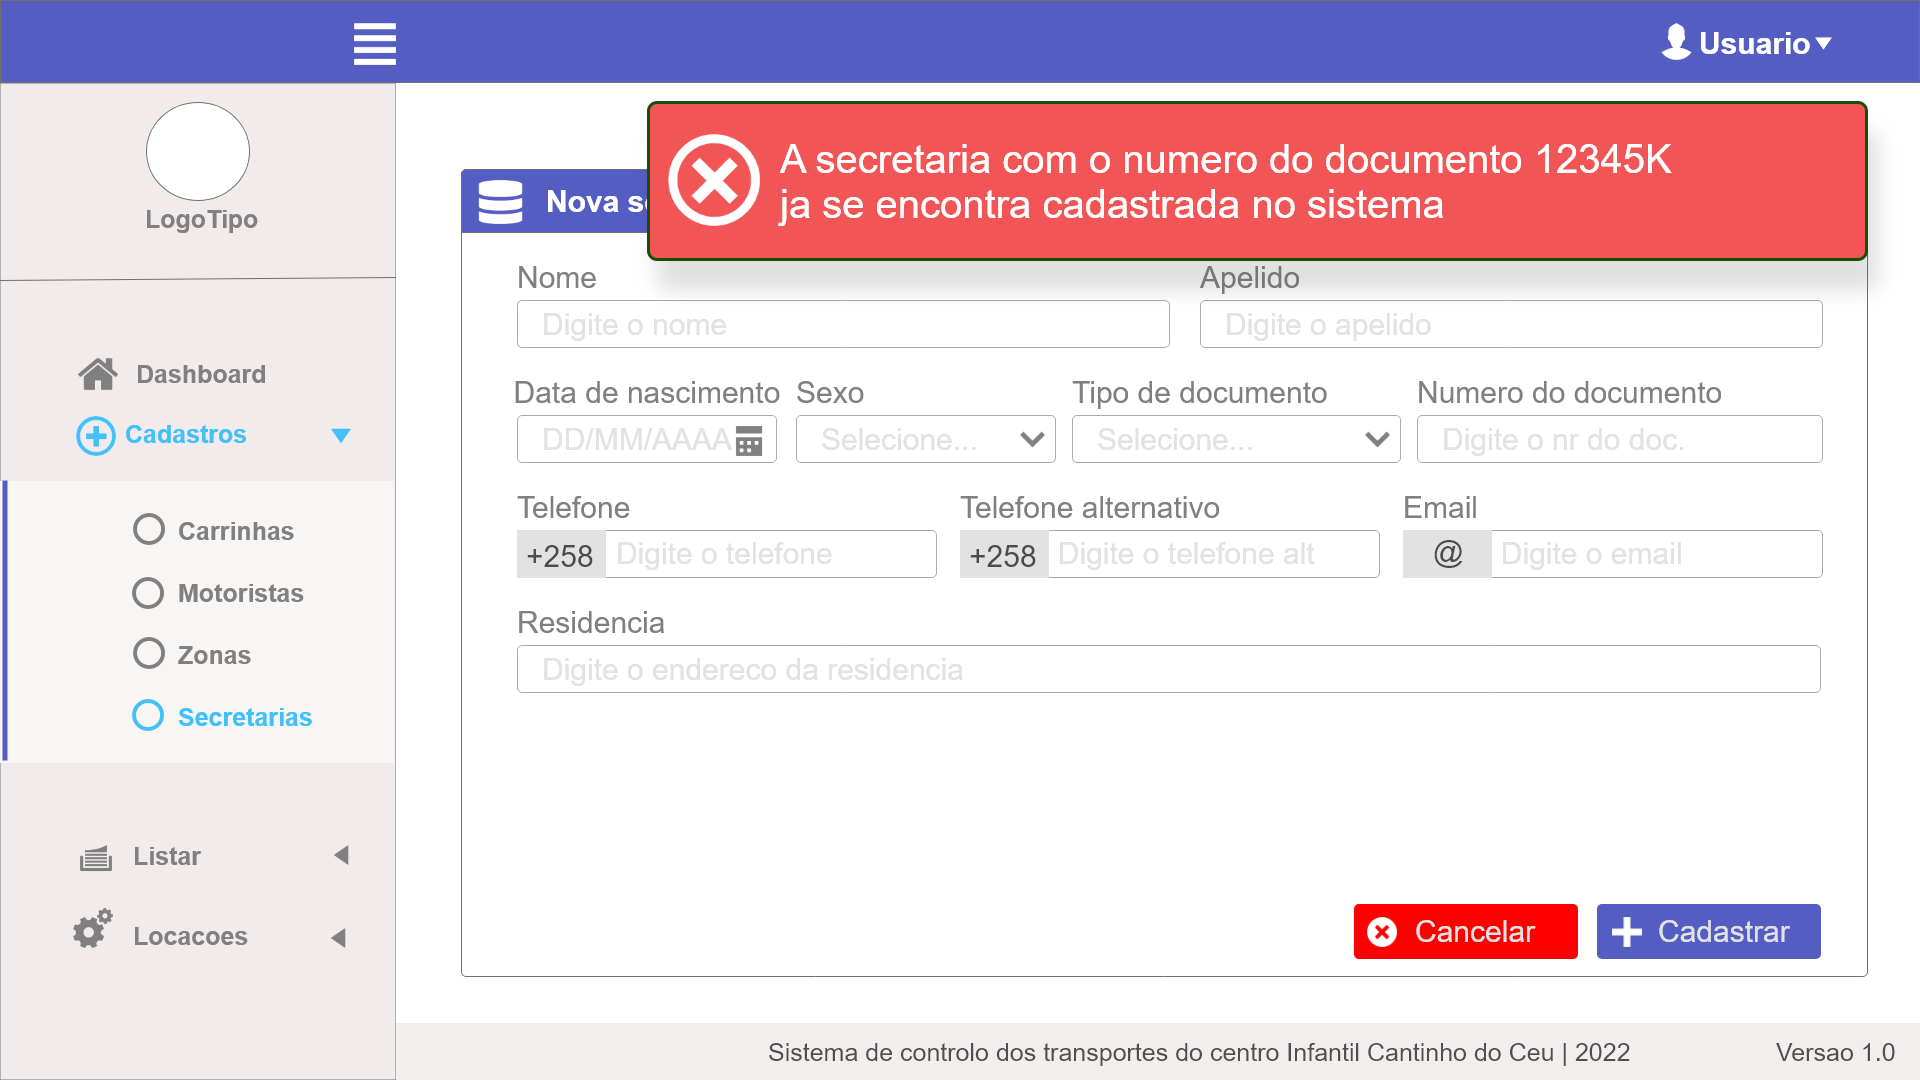 Usuario
LogoTipo
A secretaria com o numero do documento 12345K
ja se encontra cadastrada no sistema
Nova
Nome
Apelido
Digite o nome
Digite o apelido
Dashboard
Data de nascimento
Sexo
Tipo de documento
Numero do documento
Cadastros
DD/MM/AAAA
Selecione...
Selecione...
Digite o nr do doc.
Carrinhas
Telefone
Telefone alternativo
Email
+258 Digite o telefone
+258 Digite o telefone alt
@ Digite o email
Motoristas
Residencia
Zonas
Digite o endereco da residencia
Secretarias
Listar
Locacoes
Cancelar
Cadastrar
Sistema de controlo dos transportes do centro Infantil Cantinho do Ceu | 2022
Versao 1.0